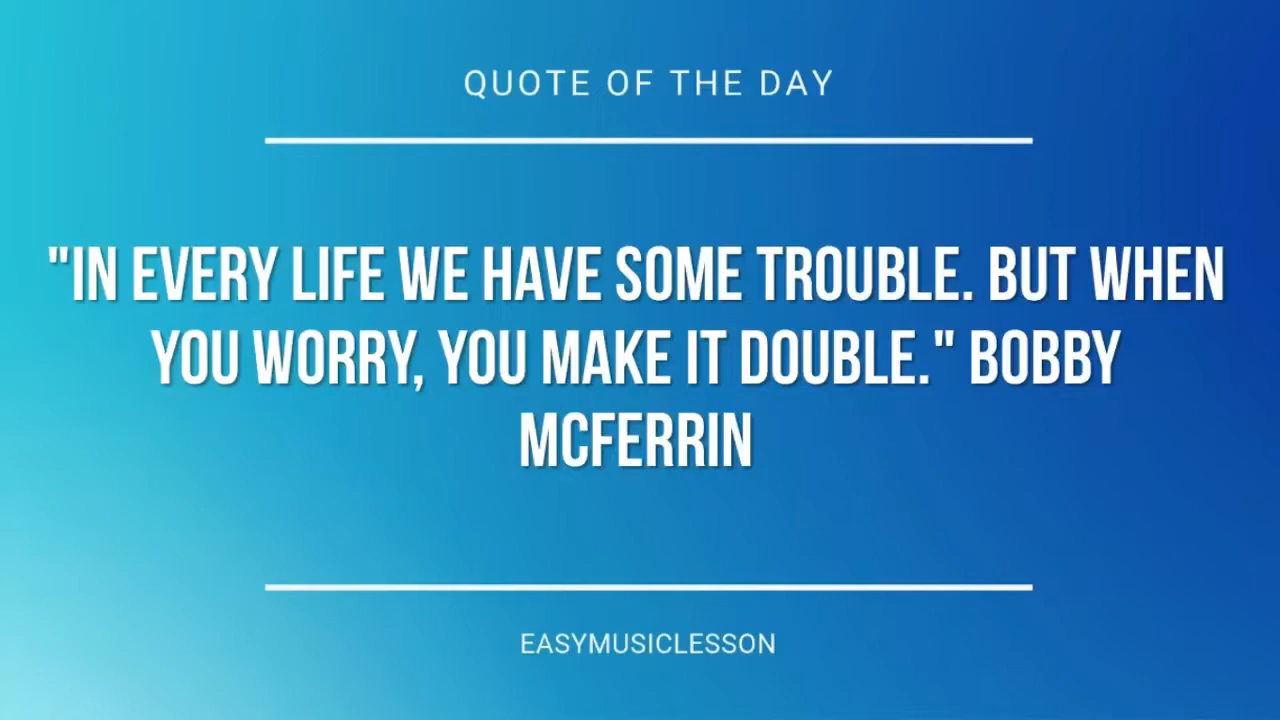 QUOTE OF THE DAY
"IN EVERY LIFE WE HAVE SOME TROUBLE. BUT WHEN
YOU WORRY, YOU MAKE IT DOUBLE." BOBBY
MCFERRIN
EASYMUSICLESSON